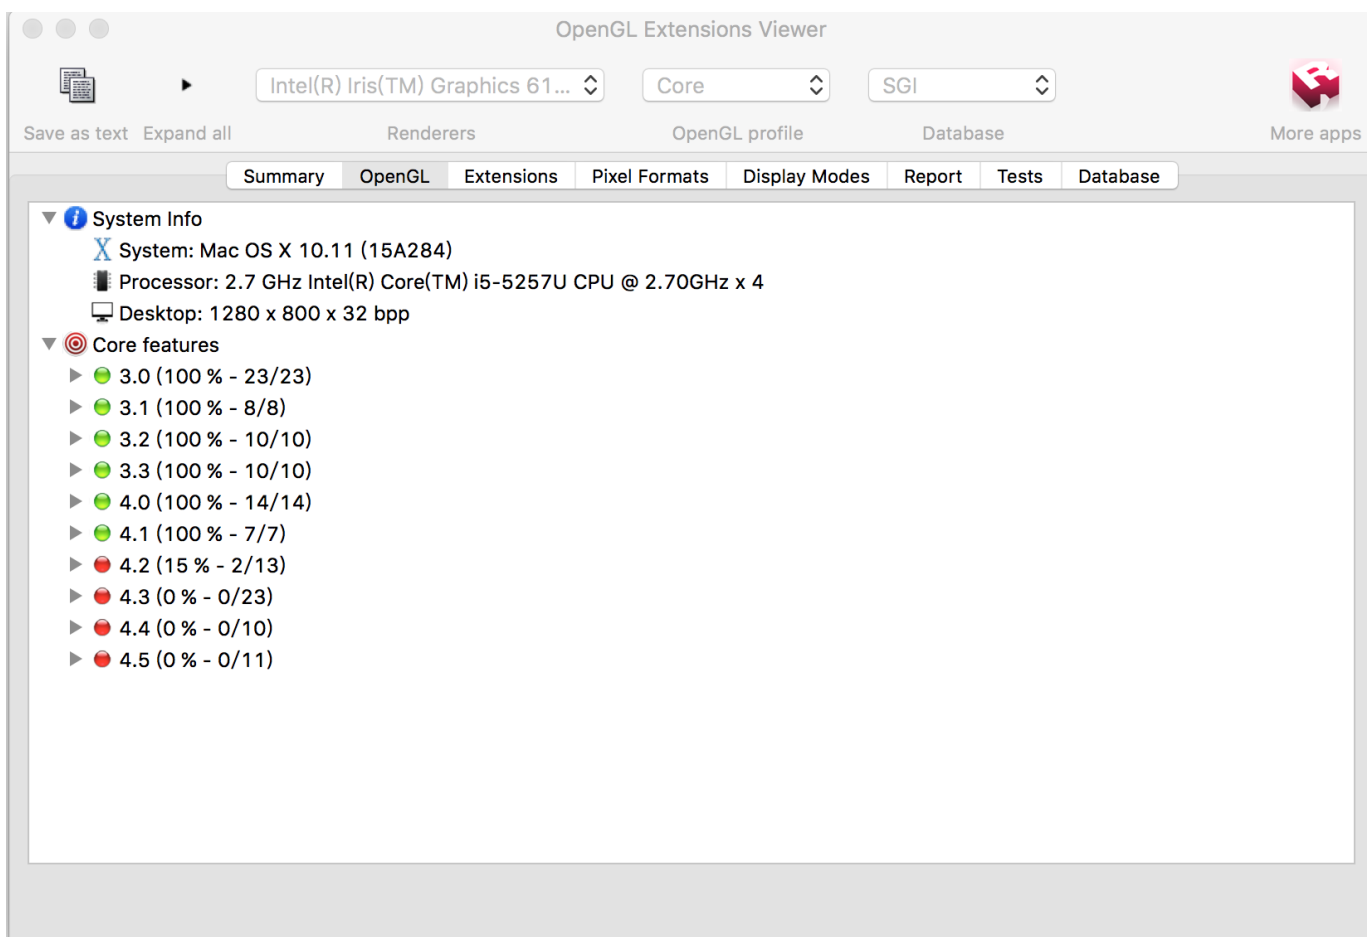 OpenGL Extensions Viewer
Intel(R) Iris(TM) Graphics 61... Core SGI
Save as text Expand all Renderers OpenGL profile Database More apps
Summary OpenGL Extensions Pixel Formats Display Modes Report Tests Database
System Info
System: Mac OS X 10.11 (15A284)
Processor: 2.7 GHz Intel(R) Core(TM) i5-5257U CPU @ 2.70GHz x 4
Desktop: 1280 x 800 x 32 bpp
Core features
3.0 (100 % - 23/23)
3.1 (100 % - 8/8)
3.2 (100 % - 10/10)
3.3 (100 % - 10/10)
4.0 (100 % - 14/14)
4.1 (100 % - 7/7)
4.2 (15 % - 2/13)
4.3 (0 % - 0/23)
4.4 (0 % - 0/10)
4.5 (0 % - 0/11)